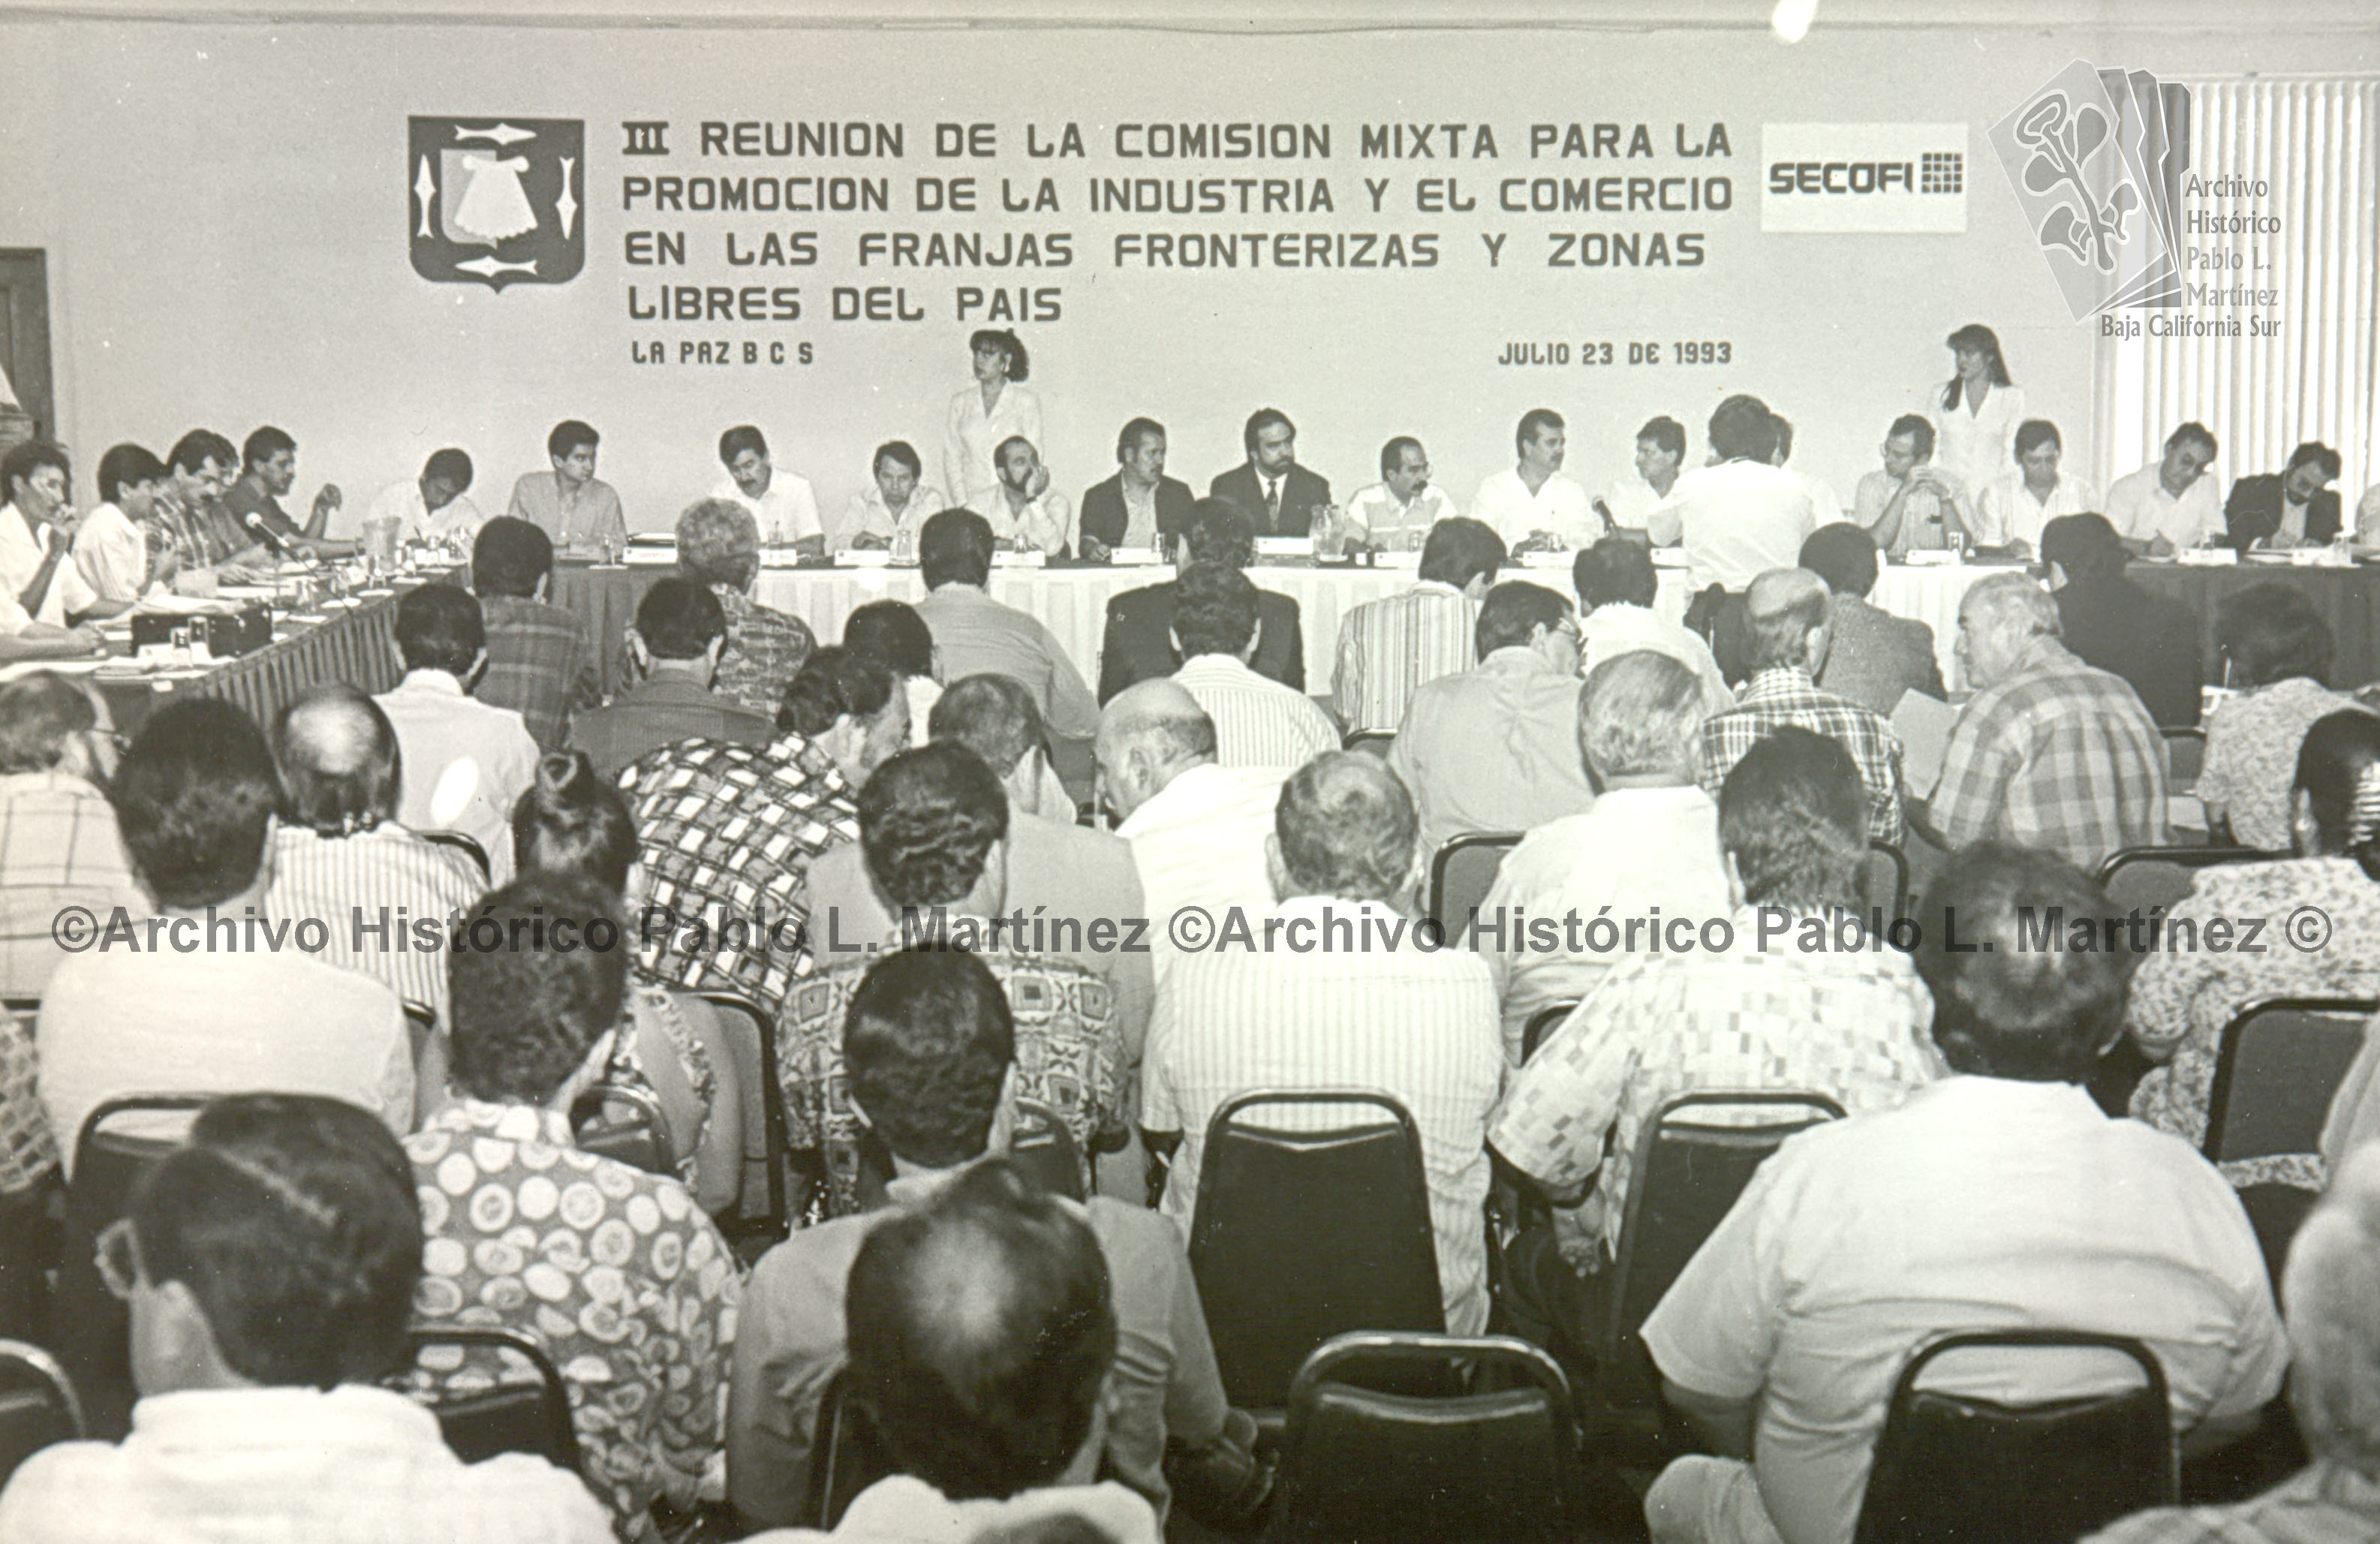 III REUNION DE LA COMISION MIXTA PARA LA
PROMOCION DE LA INDUSTRIA Y EL COMERCIO
EN LAS FRANJAS FRONTERIZAS Y ZONAS
LIBRES DEL PAIS
LA PAZ B C S
JULIO 23 DE 1993
SECOFI
Archivo
Histórico
Pablo L.
Martínez
Baja California Sur
©Archivo Histórico Pablo L. Martínez ©Archivo Histórico Pablo L. Martínez ©